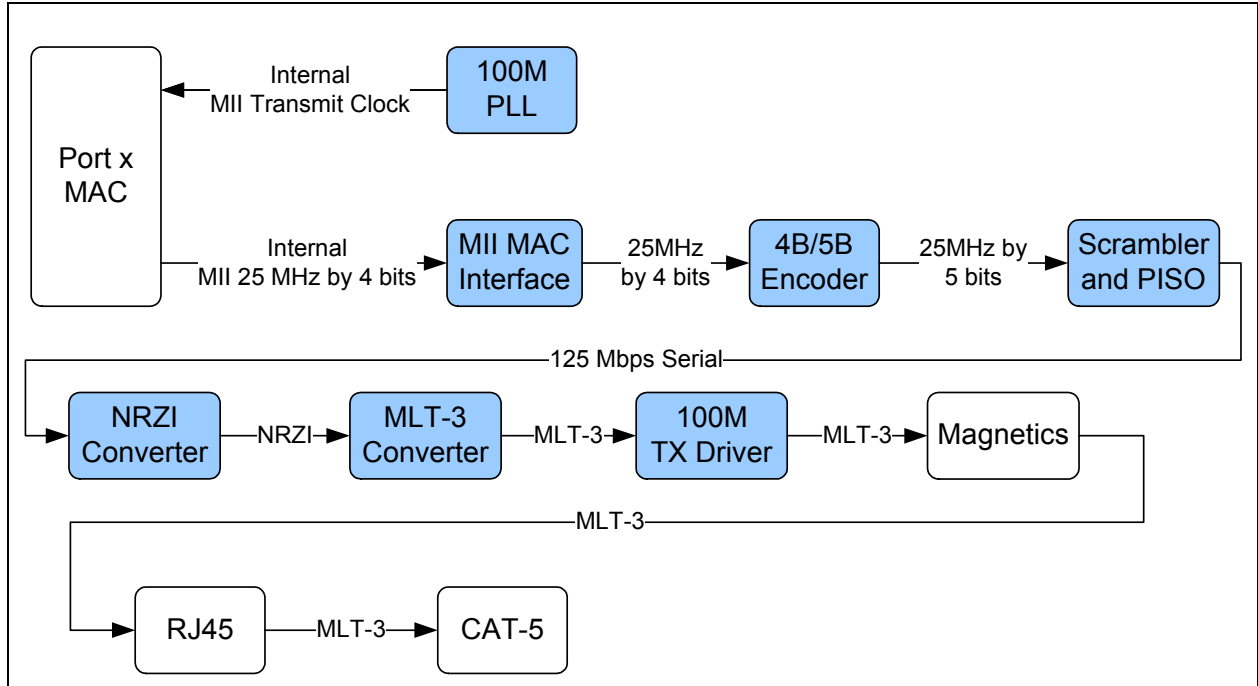 Internal
MII Transmit Clock
100M
PLL
Port x
MAC
Internal
MII 25 MHz by 4 bits
MII MAC
Interface
25MHz
by 4 bits
4B/5B
Encoder
25MHz by
5 bits
Scrambler
and PISO
125 Mbps Serial
NRZI
Converter
NRZI
MLT-3
Converter
MLT-3
100M
TX Driver
MLT-3
Magnetics
MLT-3
RJ45
MLT-3
CAT-5